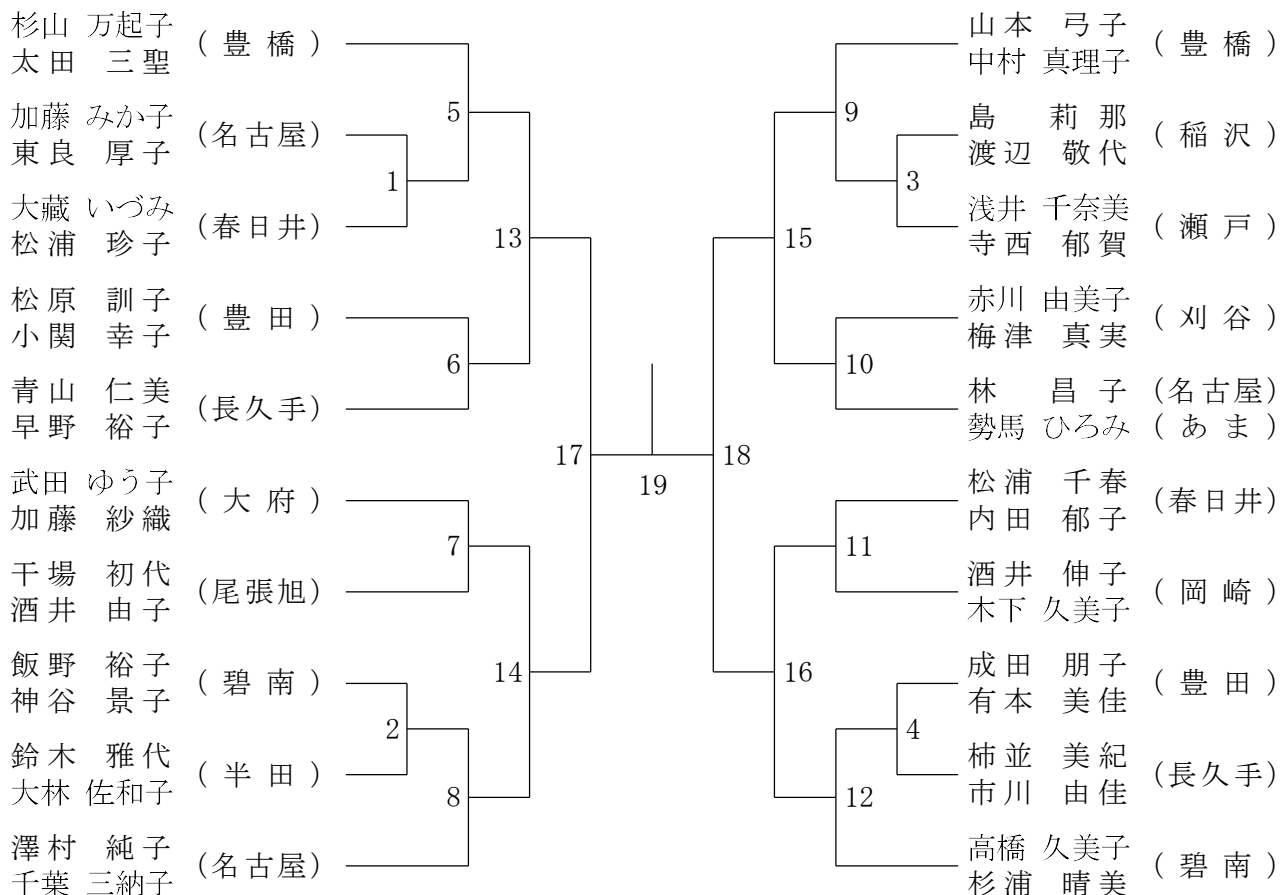 杉山 万起子
太田 三聖
(豊橋)
加藤 みか子
東良 厚子
(名古屋)
大藏 いづみ
松浦 珍子
(春日井)
松原 訓子
小関 幸子
(豊田)
青山 仁美
早野 裕子
(長久手)
武田 ゆう子
加藤 紗織
(大府)
干場 初代
酒井 由子
(尾張旭)
飯野 裕子
神谷 景子
(碧南)
鈴木 雅代
大林 佐和子
(半田)
澤村 純子
千葉 三納子
(名古屋)
5
1
13
6
17
7
14
2
8
19
9
3
15
10
18
11
16
4
12
山本 弓子
中村 真理子
(豊橋)
島 莉那
渡辺 敬代
(稲沢)
浅井 千奈美
寺西 郁賀
(瀬戸)
赤川 由美子
梅津 真実
(刈谷)
林 昌子 (名古屋)
勢馬 ひろみ (あま)
松浦 千春
内田 郁子
(春日井)
酒井 伸子
木下 久美子
(岡崎)
成田 朋子
有本 美佳
(豊田)
柿並 美紀
市川 由佳
(長久手)
高橋 久美子
杉浦 晴美
(碧南)